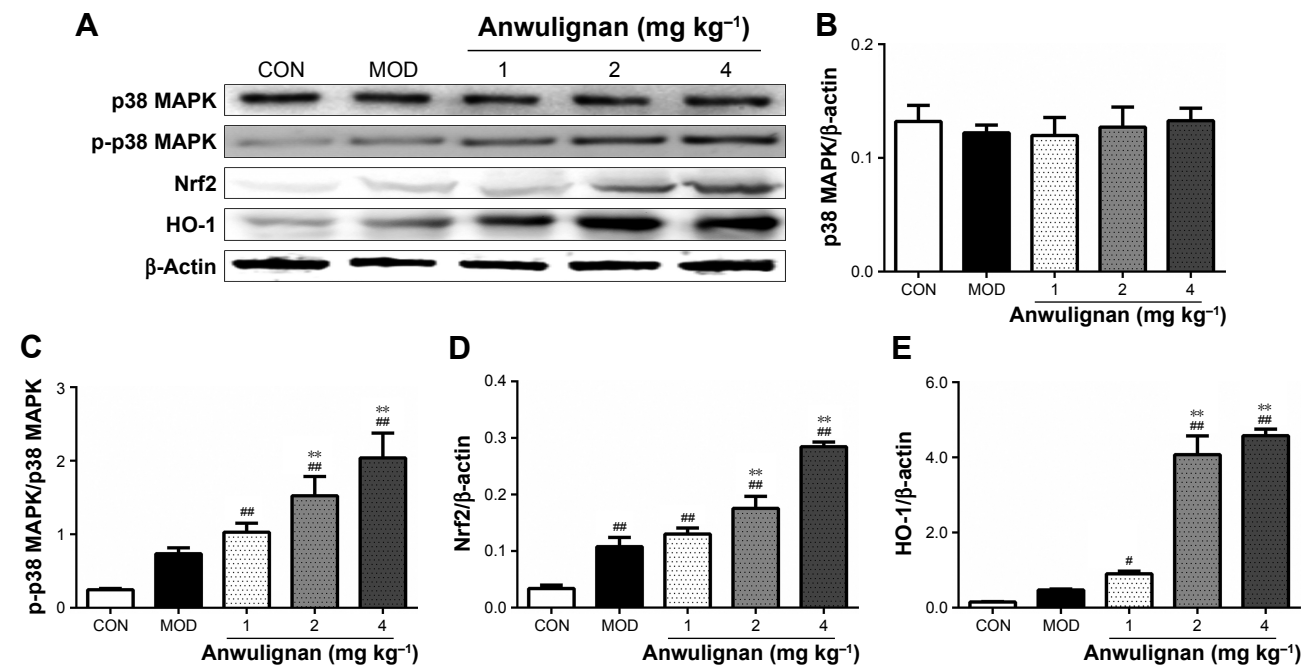 A
Anwulignan (mg kg⁻¹)
CON MOD 1 2 4
p38 MAPK
p-p38 MAPK
Nrf2
HO-1
β-Actin
B
p38 MAPK/β-actin
0.2
0.1
0.0
CON MOD 1 2 4
Anwulignan (mg kg⁻¹)
C
p-p38 MAPK/p38 MAPK
3
2
1
0
##
**
##
**
##
CON MOD 1 2 4
Anwulignan (mg kg⁻¹)
D
Nrf2/β-actin
0.4
0.3
0.2
0.1
0.0
##
##
**
##
**
##
CON MOD 1 2 4
Anwulignan (mg kg⁻¹)
E
HO-1/β-actin
6.0
4.0
2.0
0.0
#
**
##
**
##
CON MOD 1 2 4
Anwulignan (mg kg⁻¹)